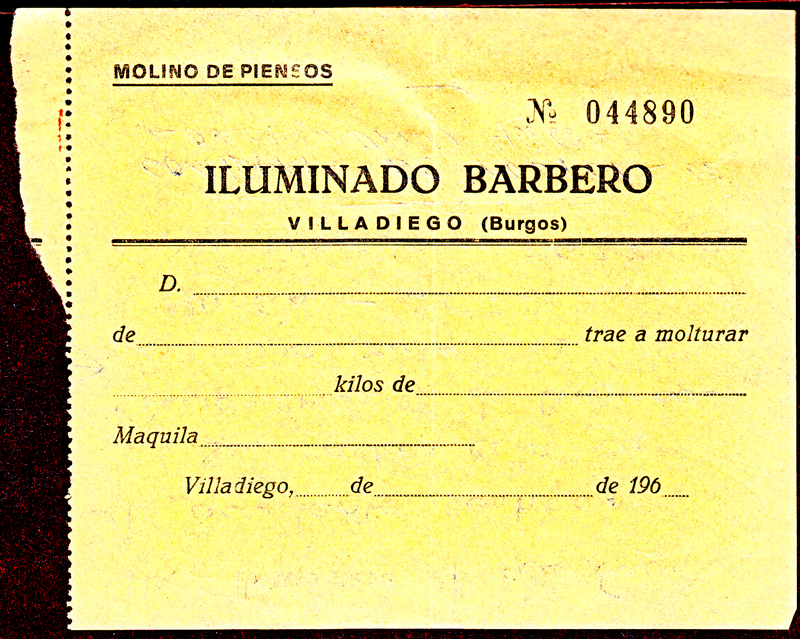 MOLINO DE PIENSOS
Nº 044890
ILUMINADO BARBERO
VILLADIEGO (Burgos)
D. ........................................
de ........................................ trae a molturar
........................................ kilos de ........................................
Maquila ........................................
Villadiego, ........ de ........................................ de 196 .....